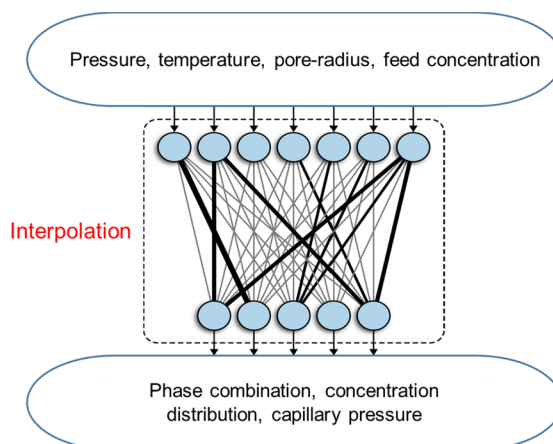 Pressure, temperature, pore-radius, feed concentration
Interpolation
Phase combination, concentration
distribution, capillary pressure